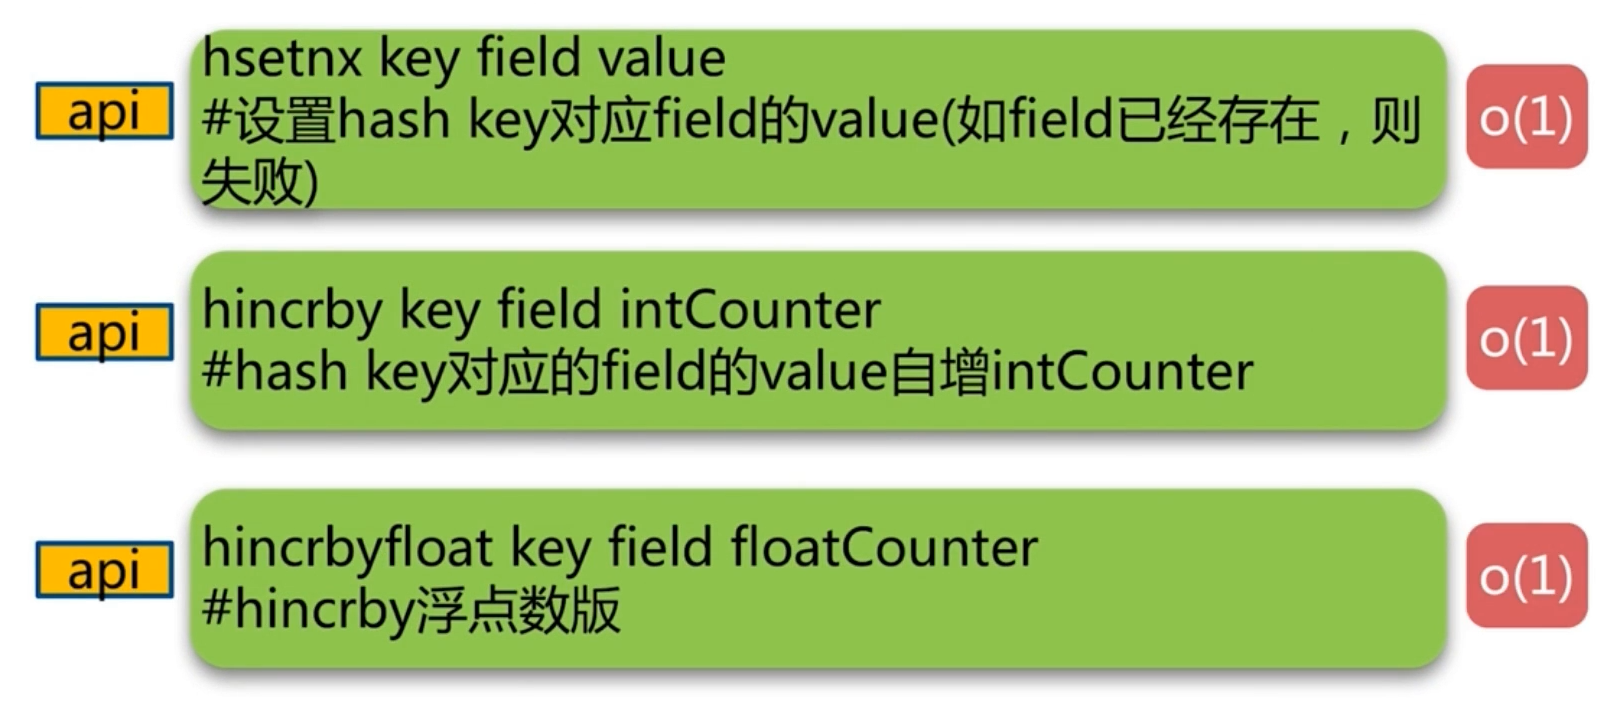 api
hsetnx key field value
#设置hash key对应field的value(如field已经存在，则
失败)
o(1)
api
hincrby key field intCounter
#hash key对应的field的value自增intCounter
o(1)
api
hincrbyfloat key field floatCounter
#hincrby浮点数版
o(1)